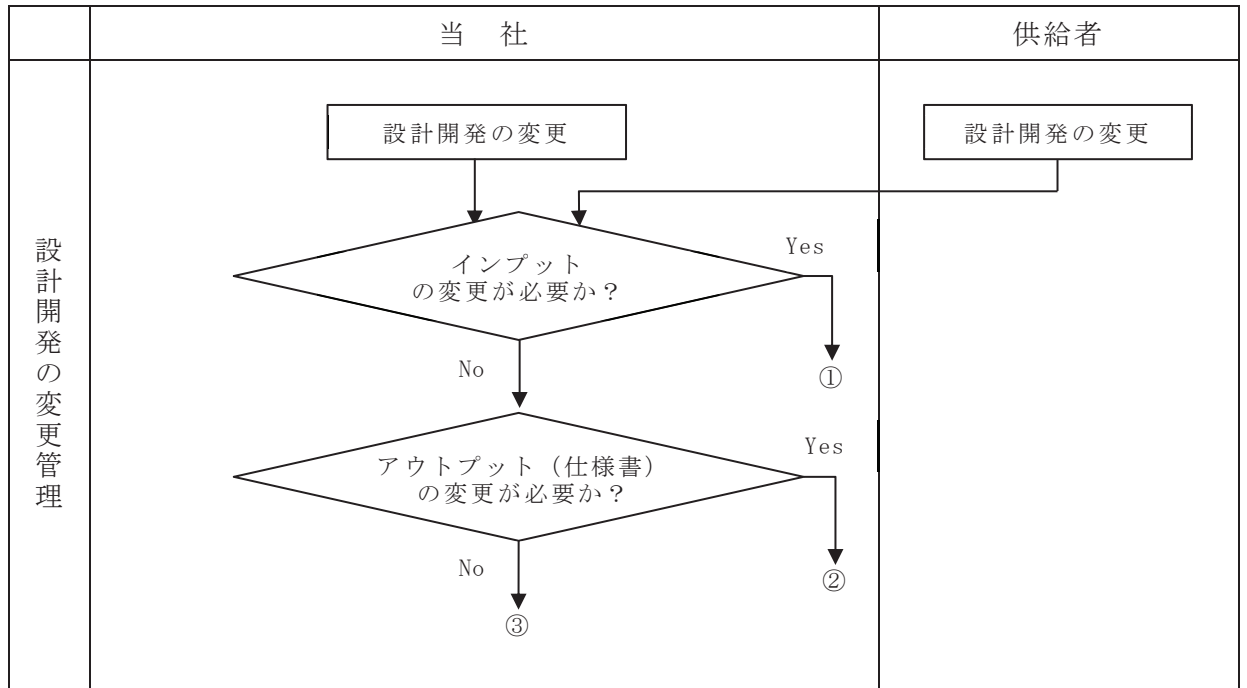 当 社
供給者
設計開発の変更管理
設計開発の変更
設計開発の変更
インプット
の変更が必要か？
Yes
①
No
アウトプット（仕様書）
の変更が必要か？
Yes
②
No
③